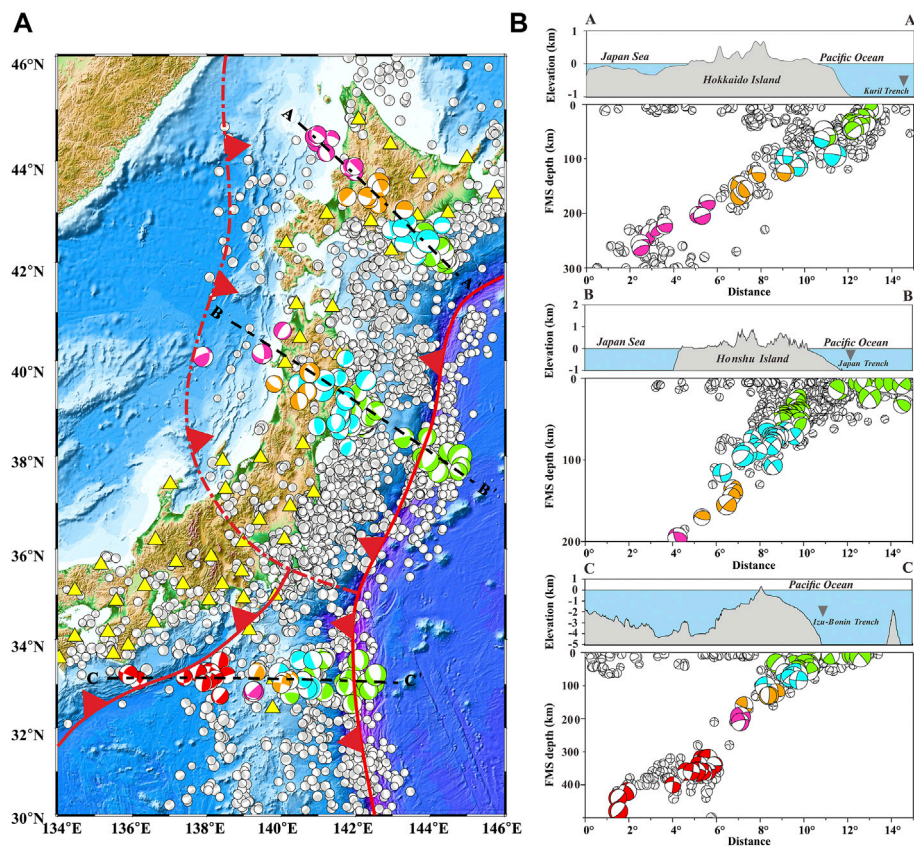 A
46°N
44°N
42°N
40°N
38°N
36°N
34°N
32°N
30°N
134°E
136°E
138°E
140°E
142°E
144°E
146°E
A
A
B
B'
C
C'
B
A
A
Elevation (km)
1
0
-1
Japan Sea
Hokkaido Island
Pacific Ocean
Kuril Trench
FMS depth (km)
0
100
200
300
0°
2°
4°
6°
8°
10°
12°
14°
Distance
B
B
Elevation (km)
2
1
0
-1
Japan Sea
Honshu Island
Pacific Ocean
Japan Trench
FMS depth (km)
0
100
200
0°
2°
4°
6°
8°
10°
12°
15°
Distance
C
C
Elevation (km)
1
0
-1
-2
-3
-4
-5
Pacific Ocean
Izu-Bonin Trench
FMS depth (km)
0
100
200
300
400
0°
2°
4°
6°
8°
10°
12°
15°
Distance